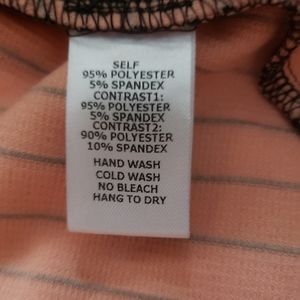 SELF
95% POLYESTER
5% SPANDEX
CONTRAST1:
95% POLYESTER
5% SPANDEX
CONTRAST2:
90% POLYESTER
10% SPANDEX
HAND WASH
COLD WASH
NO BLEACH
HANG TO DRY